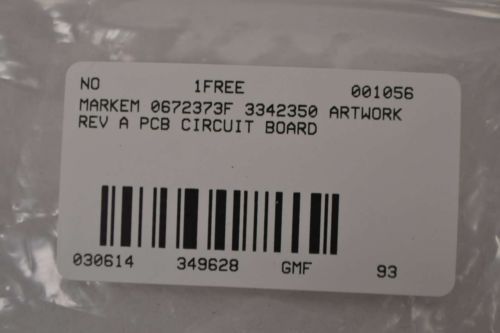 NO 1FREE 001056
MARKEM 0672373F 3342350 ARTWORK
REV A PCB CIRCUIT BOARD
030614 349628 GMF 93